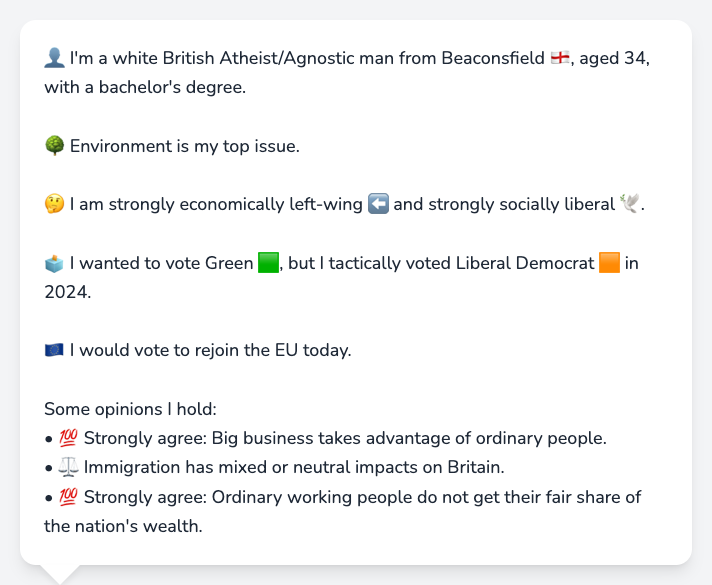 👤 I'm a white British Atheist/Agnostic man from Beaconsfield 🏴󠁧󠁢󠁥󠁮󠁧󠁿, aged 34,
with a bachelor's degree.
🌳 Environment is my top issue.
🤔 I am strongly economically left-wing ⬅️ and strongly socially liberal 🕊️.
🗳️ I wanted to vote Green 🟩, but I tactically voted Liberal Democrat 🟧 in
2024.
🇪🇺 I would vote to rejoin the EU today.
Some opinions I hold:
• 💯 Strongly agree: Big business takes advantage of ordinary people.
• ⚖️ Immigration has mixed or neutral impacts on Britain.
• 💯 Strongly agree: Ordinary working people do not get their fair share of
the nation's wealth.